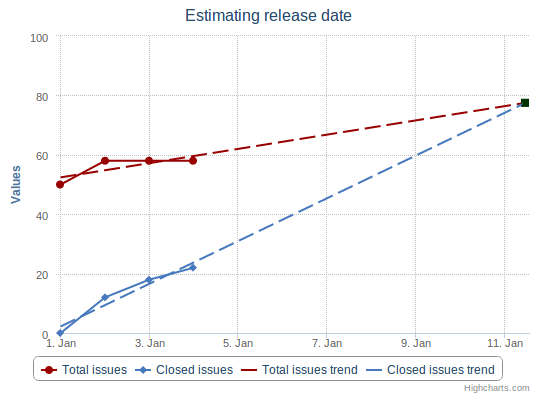 Estimating release date
Values
100
80
60
40
20
0
1. Jan 3. Jan 5. Jan 7. Jan 9. Jan 11. Jan
Total issues Closed issues Total issues trend Closed issues trend
Highcharts.com